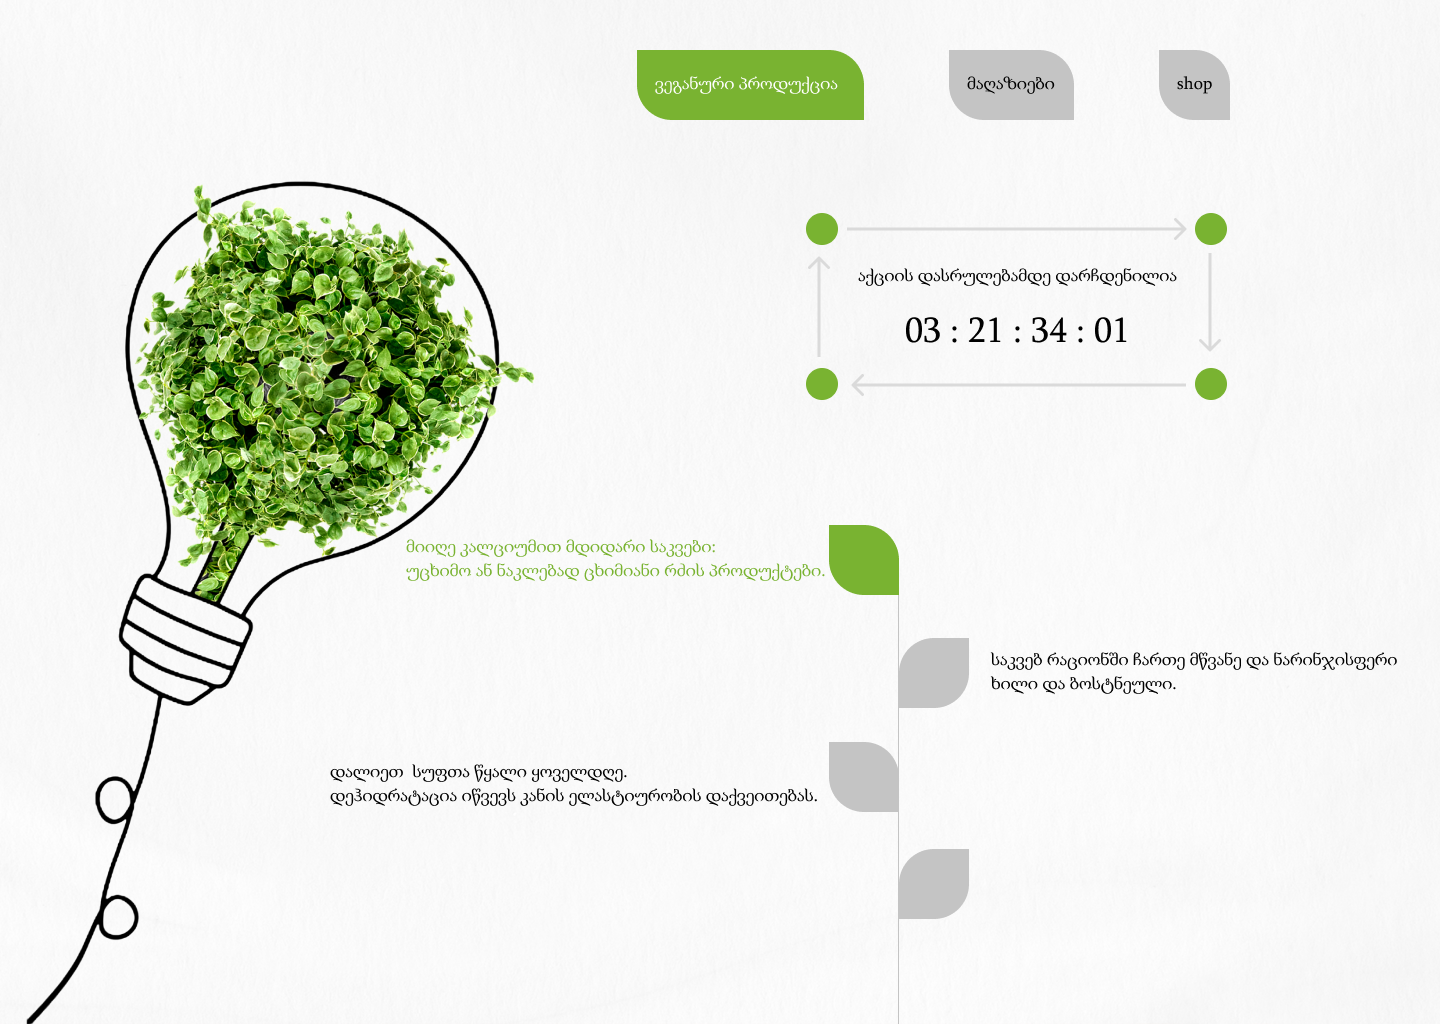 ვეგანური პროდუქცია
მაღაზიები
shop
აქციის დასრულებამდე დარჩდენილია
03 : 21 : 34 : 01
მიიღე კალციუმით მდიდარი საკვები:
უცხიმო ან ნაკლებად ცხიმიანი რძის პროდუქტები.
საკვებ რაციონში ჩართე მწვანე და ნარინჯისფერი
ხილი და ბოსტნეული.
დალიეთ სუფთა წყალი ყოველდღე.
დეჰიდრატაცია იწვევს კანის ელასტიურობის დაქვეითებას.